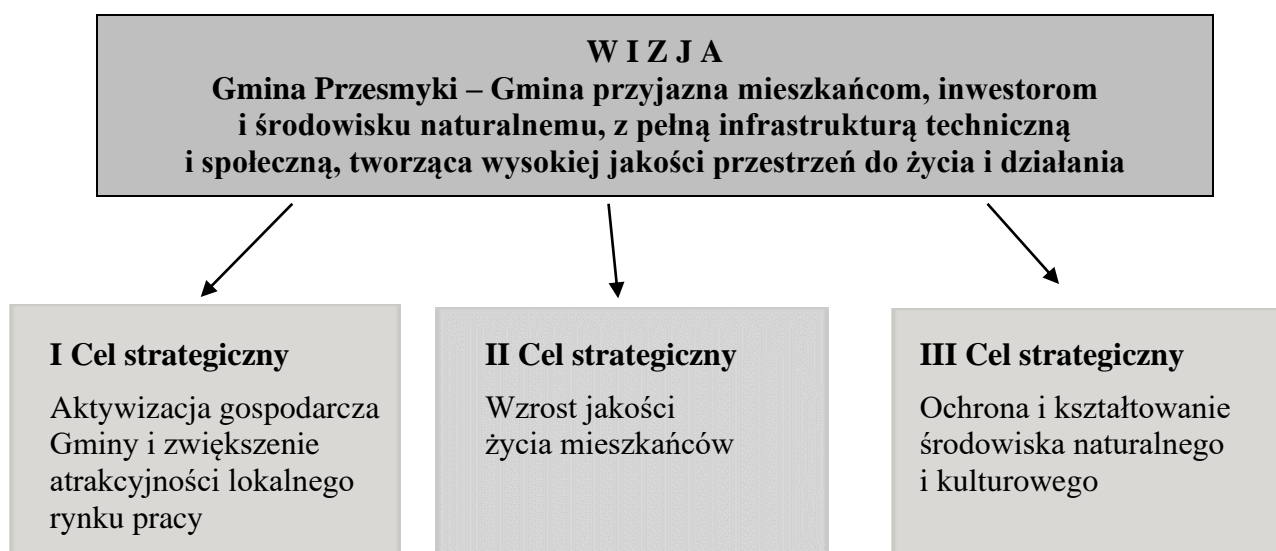 W I Z J A
Gmina Przesmyki – Gmina przyjazna mieszkańcom, inwestorom
i środowisku naturalnemu, z pełną infrastrukturą techniczną
i społeczną, tworząca wysokiej jakości przestrzeń do życia i działania
I Cel strategiczny
Aktywizacja gospodarcza
Gminy i zwiększenie
atrakcyjności lokalnego
rynku pracy
II Cel strategiczny
Wzrost jakości
życia mieszkańców
III Cel strategiczny
Ochrona i kształtowanie
środowiska naturalnego
i kulturowego